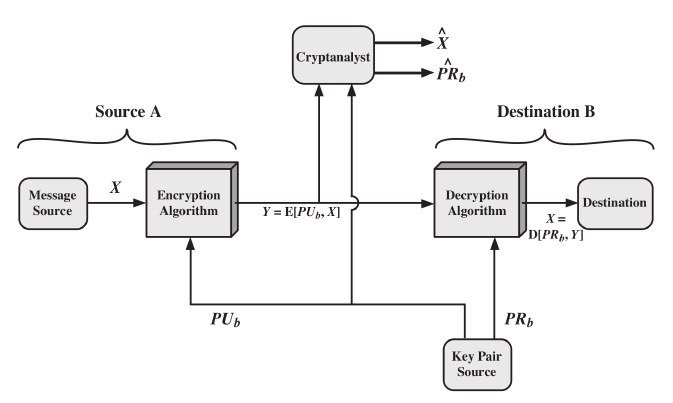 Cryptanalyst
X̂
P̂R_b
Source A
Destination B
Message
Source
X
Encryption
Algorithm
Y = E[PU_b, X]
Decryption
Algorithm
X =
D[PR_b, Y]
Destination
PU_b
PR_b
Key Pair
Source